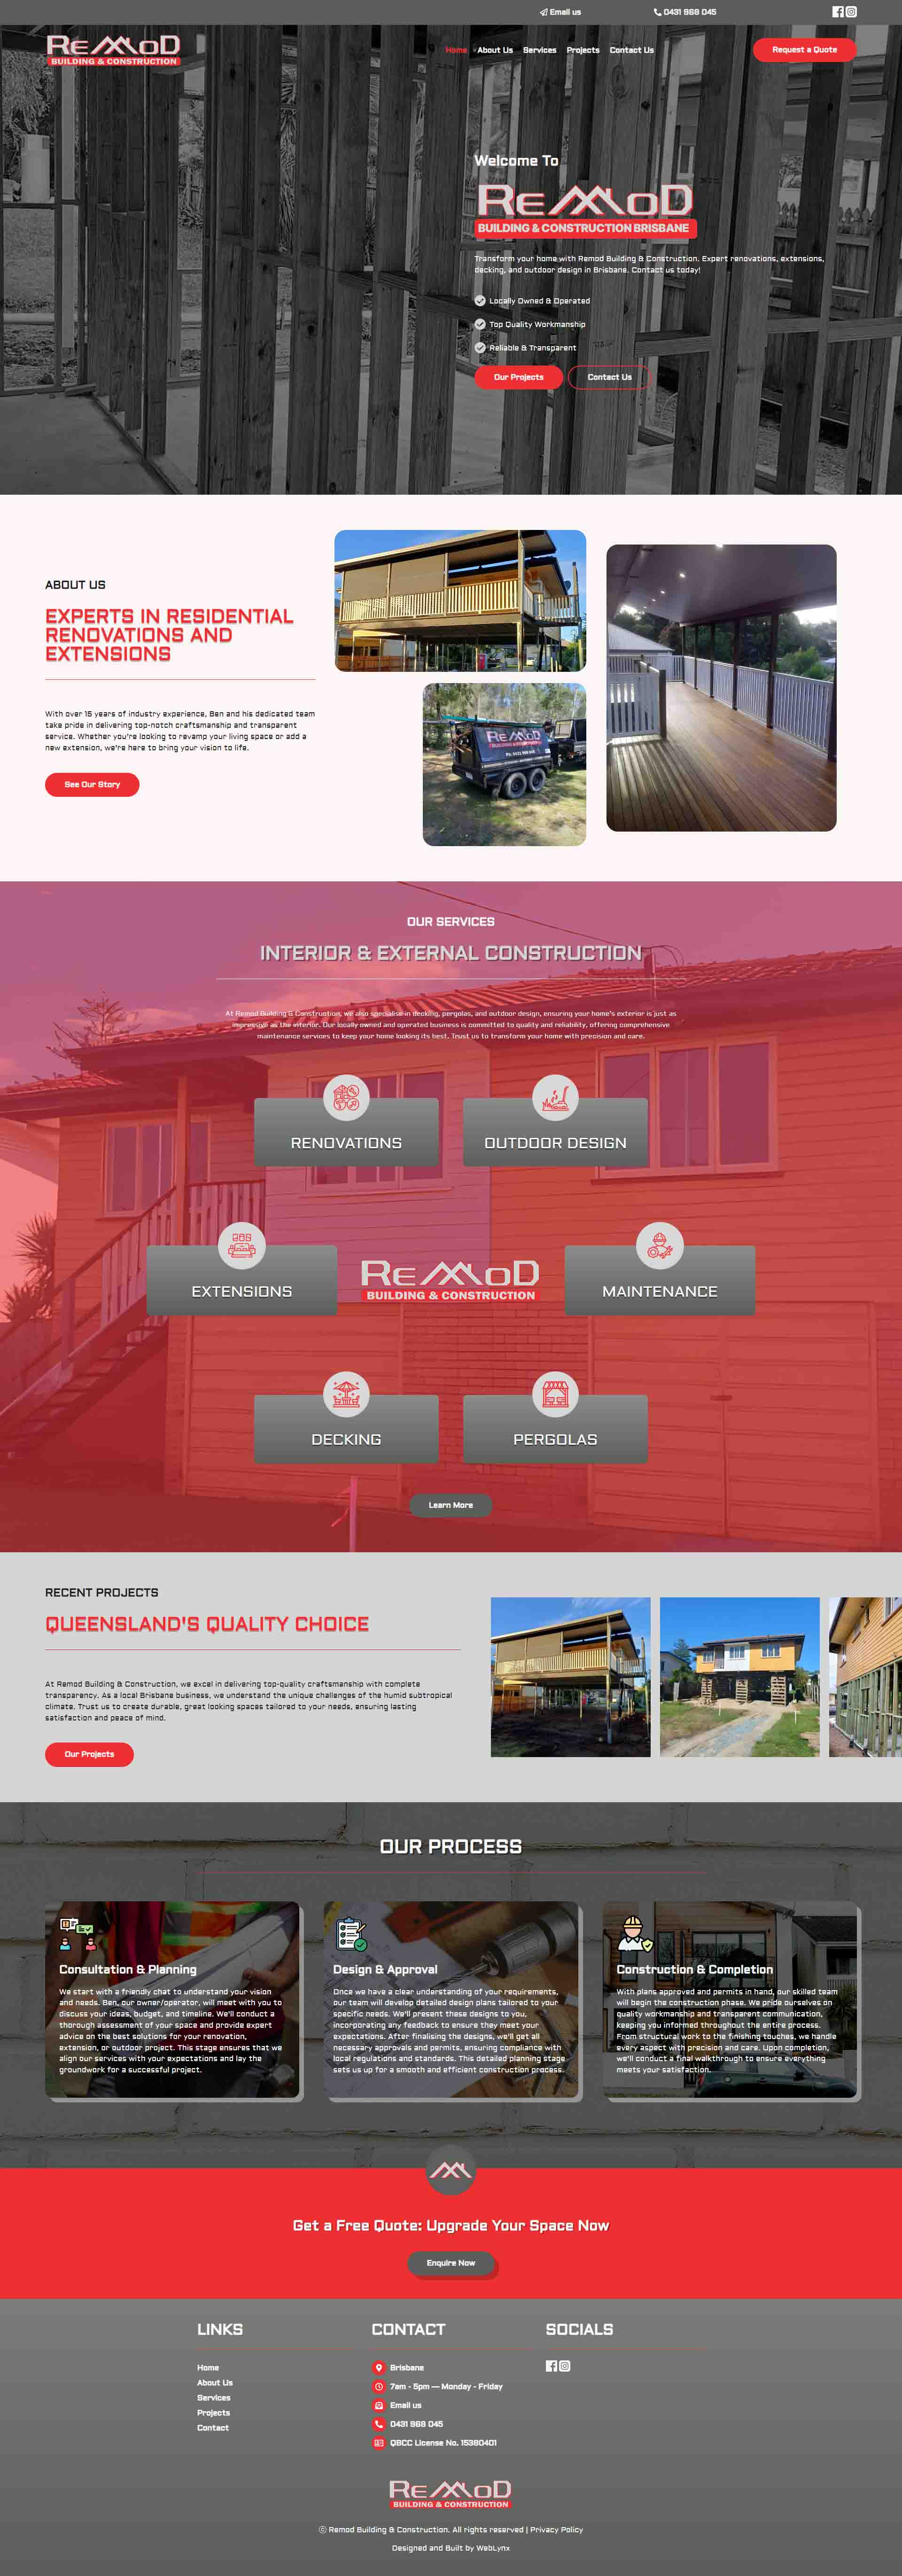 Email us
0431 968 045
REMOD
BUILDING & CONSTRUCTION
Home
About Us
Services
Projects
Contact Us
Request a Quote
Welcome To
REMOD
BUILDING & CONSTRUCTION BRISBANE
Transform your home with Remod Building & Construction. Expert renovations, extensions,
decking, and outdoor design in Brisbane. Contact us today!
Locally Owned & Operated
Top Quality Workmanship
Reliable & Transparent
Our Projects
Contact Us
ABOUT US
EXPERTS IN RESIDENTIAL
RENOVATIONS AND
EXTENSIONS
With over 15 years of industry experience, Ben and his dedicated team
take pride in delivering top-notch craftsmanship and transparent
service. Whether you're looking to revamp your living space or add a
new extension, we're here to bring your vision to life.
See Our Story
REMOD
OUR SERVICES
INTERIOR & EXTERNAL CONSTRUCTION
At Remod Building & Construction, we also specialise in decking, pergolas, and outdoor design, ensuring your home's exterior is just as
impressive as the interior. Our locally owned and operated business is committed to quality and reliability, offering comprehensive
maintenance services to keep your home looking its best. Trust us to transform your home with precision and care.
RENOVATIONS
OUTDOOR DESIGN
EXTENSIONS
REMOD
BUILDING & CONSTRUCTION
MAINTENANCE
DECKING
PERGOLAS
Learn More
RECENT PROJECTS
QUEENSLAND'S QUALITY CHOICE
At Remod Building & Construction, we excel in delivering top-quality craftsmanship with complete
transparency. As a local Brisbane business, we understand the unique challenges of the humid subtropical
climate. Trust us to create durable, great looking spaces tailored to your needs, ensuring lasting
satisfaction and peace of mind.
Our Projects
OUR PROCESS
Consultation & Planning
We start with a friendly chat to understand your vision
and needs. Ben, our owner/operator, will meet with you to
discuss your ideas, budget, and timeline. We'll conduct a
thorough assessment of your space and provide expert
advice on the best solutions for your renovation,
extension, or outdoor project. This stage ensures that we
align our services with your expectations and lay the
groundwork for a successful project.
Design & Approval
Once we have a clear understanding of your requirements,
our team will develop detailed design plans tailored to your
specific needs. We'll present these designs to you,
incorporating any feedback to ensure they meet your
expectations. After finalising the designs, we'll get all
necessary approvals and permits, ensuring compliance with
local regulations and standards. This detailed planning stage
sets us up for a smooth and efficient construction process.
Construction & Completion
With plans approved and permits in hand, our skilled team
will begin the construction phase. We pride ourselves on
quality workmanship and transparent communication,
keeping you informed throughout the entire process.
From structural work to the finishing touches, we handle
every aspect with precision and care. Upon completion,
we'll conduct a final walkthrough to ensure everything
meets your satisfaction.
Get a Free Quote: Upgrade Your Space Now
Enquire Now
LINKS
Home
About Us
Services
Projects
Contact
CONTACT
Brisbane
7am - 5pm — Monday - Friday
Email us
0431 968 045
QBCC License No. 15380401
SOCIALS
REMOD
BUILDING & CONSTRUCTION
© Remod Building & Construction. All rights reserved | Privacy Policy
Designed and Built by WebLynx